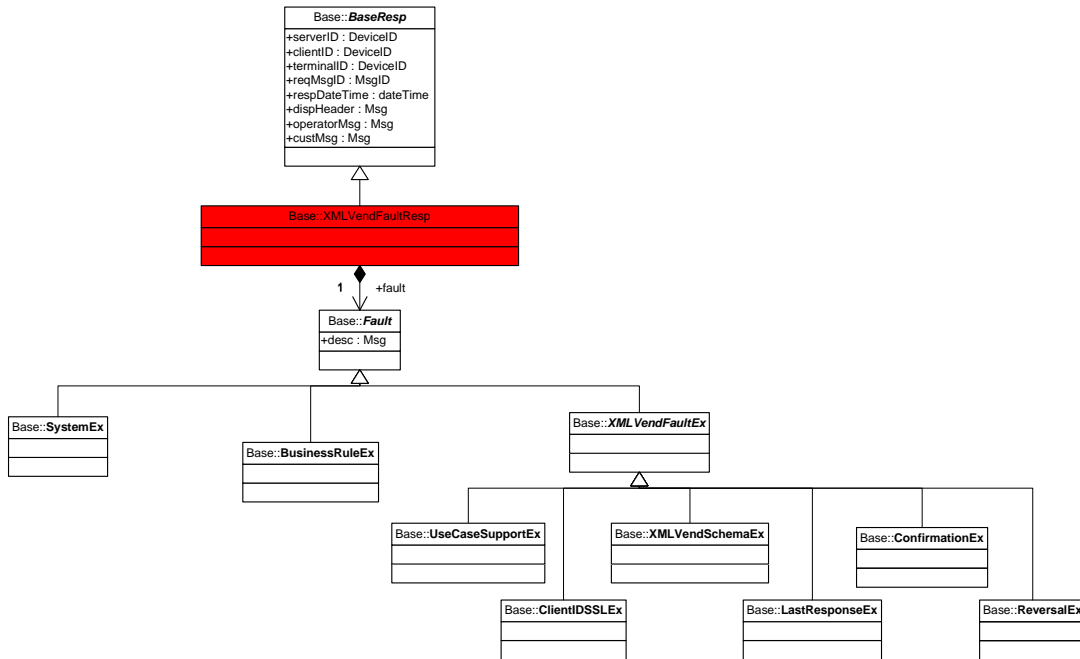 Base::BaseResp
+serverID : DeviceID
+clientID : DeviceID
+terminalID : DeviceID
+reqMsgID : MsgID
+respDateTime : dateTime
+dispHeader : Msg
+operatorMsg : Msg
+custMsg : Msg
Base::XMLVendFaultResp
1 +fault
Base::Fault
+desc : Msg
Base::SystemEx
Base::BusinessRuleEx
Base::XMLVendFaultEx
Base::UseCaseSupportEx
Base::XMLVendSchemaEx
Base::ConfirmationEx
Base::ClientIDSSLEx
Base::LastResponseEx
Base::ReversalEx